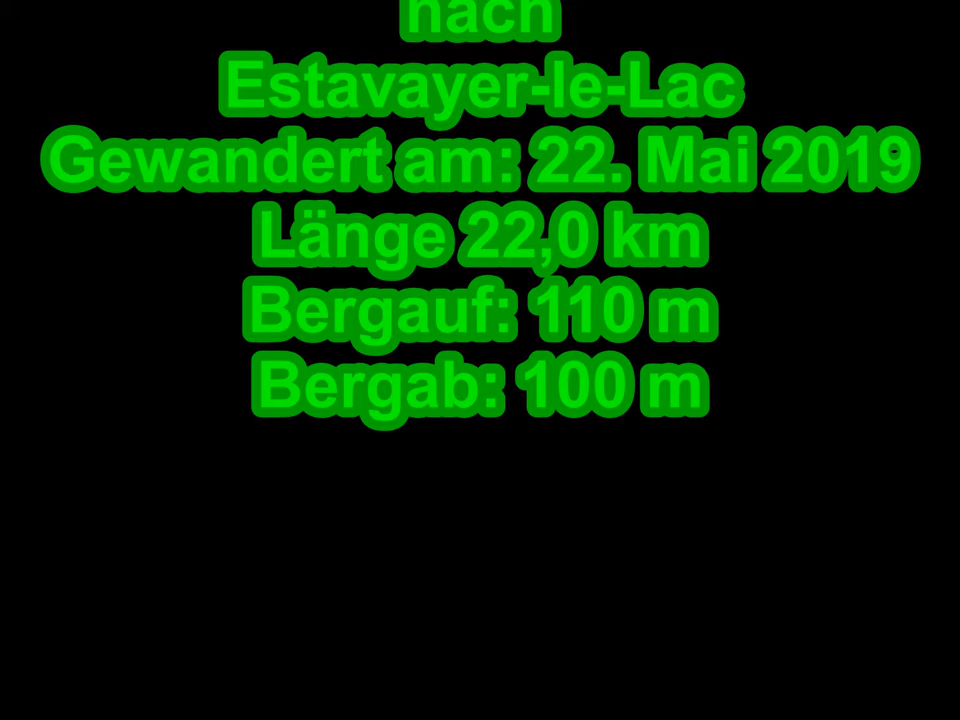 nach
Estavayer-le-Lac
Gewandert am: 22. Mai 2019
Länge 22,0 km
Bergauf: 110 m
Bergab: 100 m